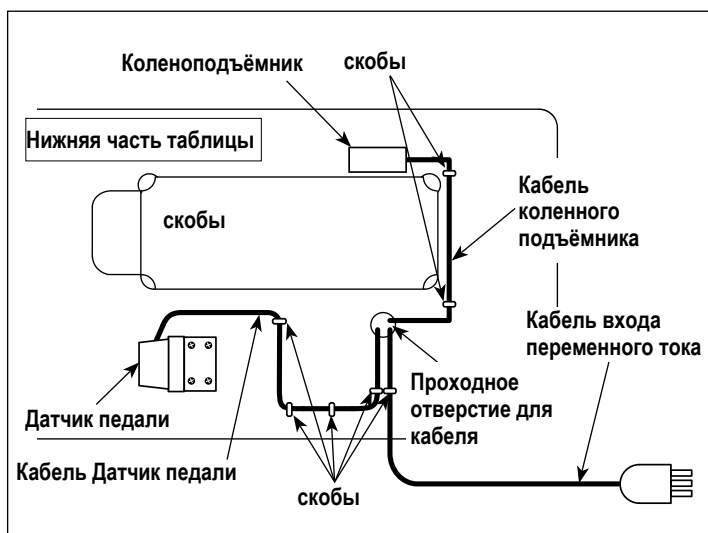 Коленоподъёмник
скобы
Нижняя часть таблицы
Кабель
коленного
подъёмника
скобы
Кабель входа
переменного тока
Проходное
отверстие для
кабеля
Датчик педали
Кабель Датчик педали
скобы